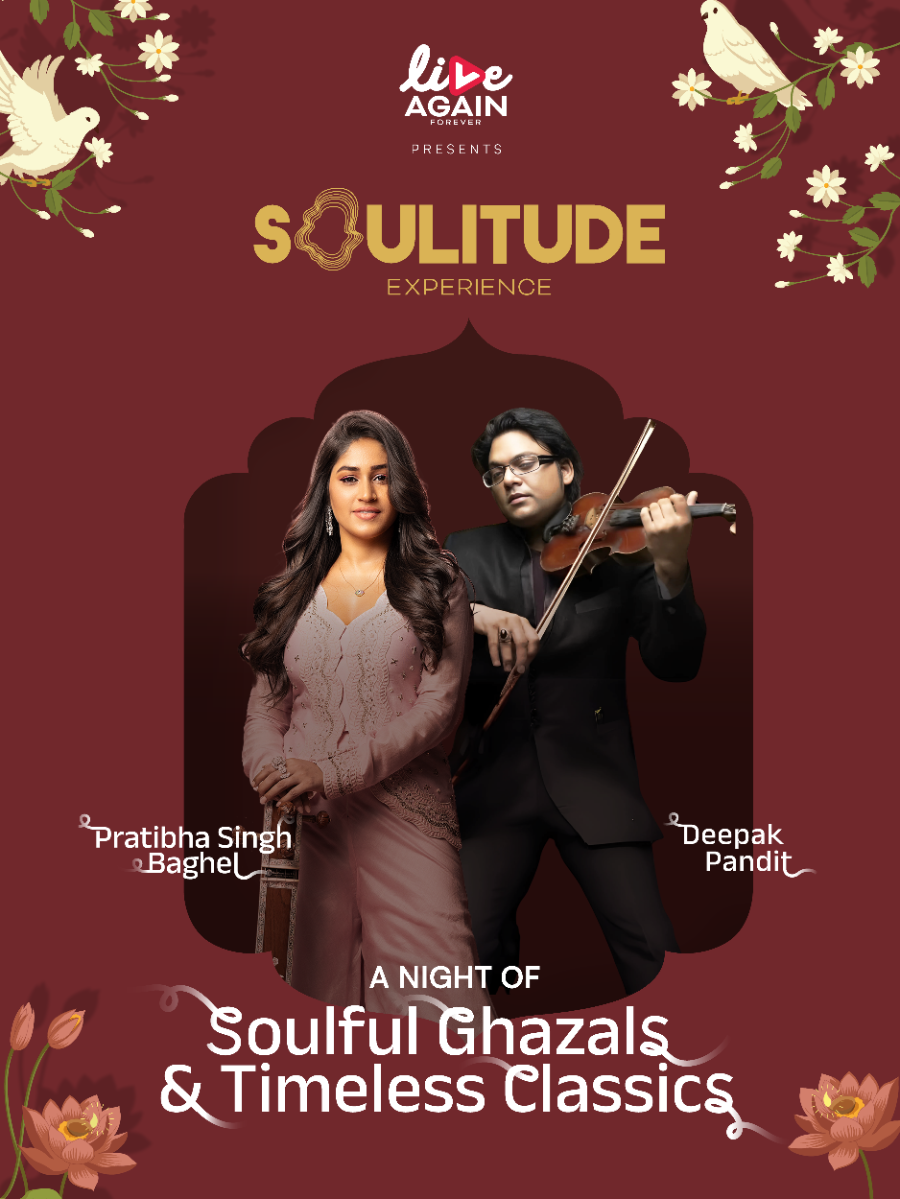 live
AGAIN
FOREVER
PRESENTS
SOULITUDE
EXPERIENCE
Pratibha Singh
Baghel
Deepak
Pandit
A NIGHT OF
Soulful Ghazals
& Timeless Classics